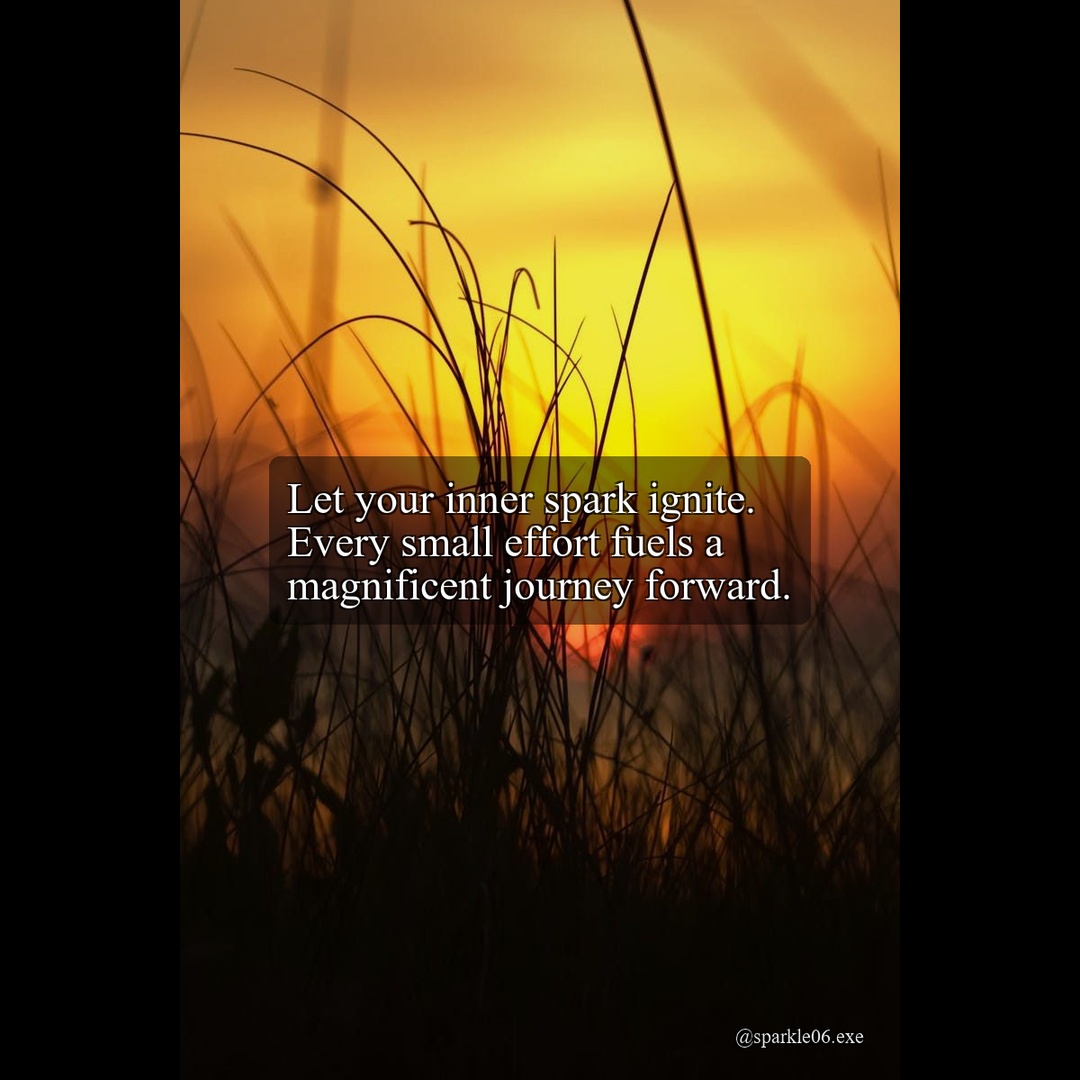 Let your inner spark ignite.
Every small effort fuels a
magnificent journey forward.
@sparkle06.exe